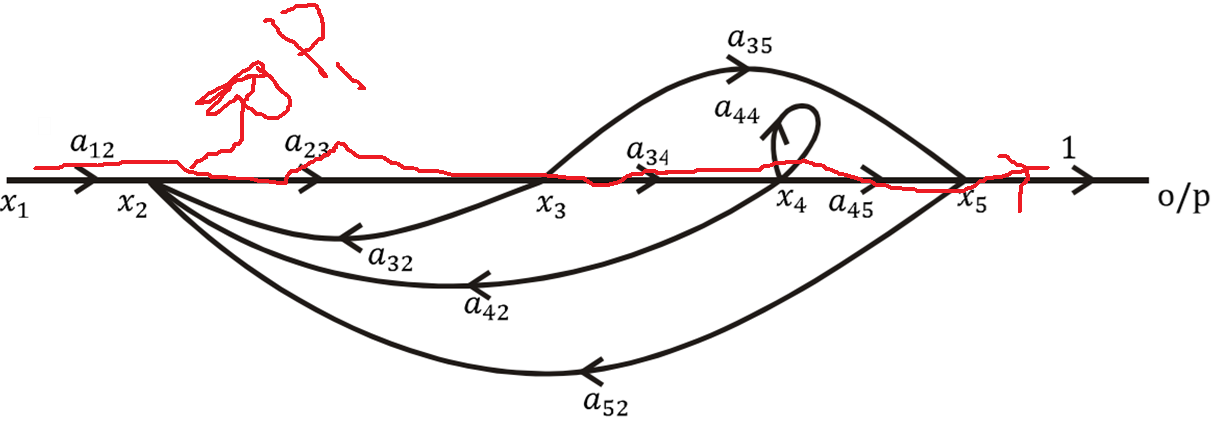 a₃₅
a₄₄
a₁₂ a₂₃ a₃₄ 1
x₁ x₂ x₃ x₄ a₄₅ x₅ o/p
a₃₂
a₄₂
a₅₂